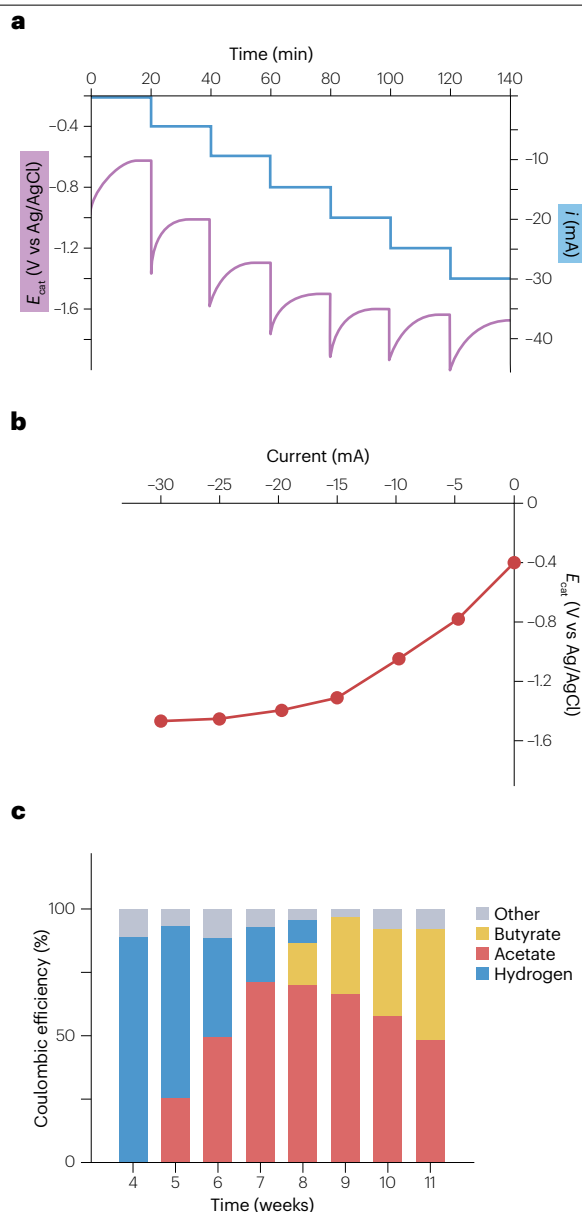 a
Time (min)
0 20 40 60 80 100 120 140
−0.4
−0.8
−1.2
−1.6
E_cat (V vs Ag/AgCl)
−10
−20
−30
−40
i (mA)
b
Current (mA)
−30 −25 −20 −15 −10 −5 0
0
−0.4
−0.8
−1.2
−1.6
E_cat (V vs Ag/AgCl)
c
100
50
0
Coulombic efficiency (%)
Other
Butyrate
Acetate
Hydrogen
4 5 6 7 8 9 10 11
Time (weeks)